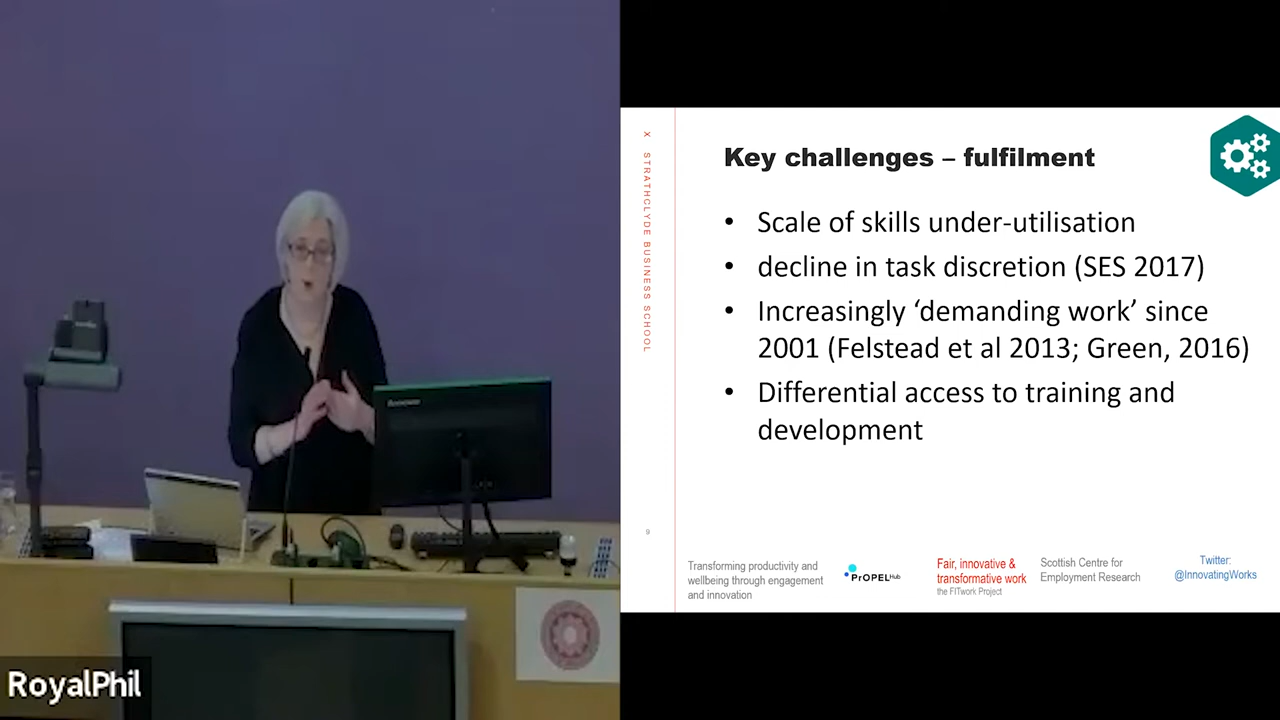 X STRATHCLYDE BUSINESS SCHOOL
Key challenges – fulfilment
• Scale of skills under-utilisation
• decline in task discretion (SES 2017)
• Increasingly ‘demanding work’ since
2001 (Felstead et al 2013; Green, 2016)
• Differential access to training and
development
9
Transforming productivity and
wellbeing through engagement
and innovation
PrOPEL Hub
Fair, innovative &
transformative work
the FITwork Project
Scottish Centre for
Employment Research
Twitter:
@InnovatingWorks
RoyalPhil